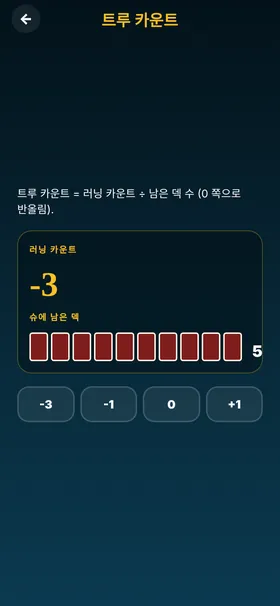 트루 카운트
트루 카운트 = 러닝 카운트 ÷ 남은 덱 수 (0 쪽으로
반올림).
러닝 카운트
-3
슈에 남은 덱
5
-3
-1
0
+1